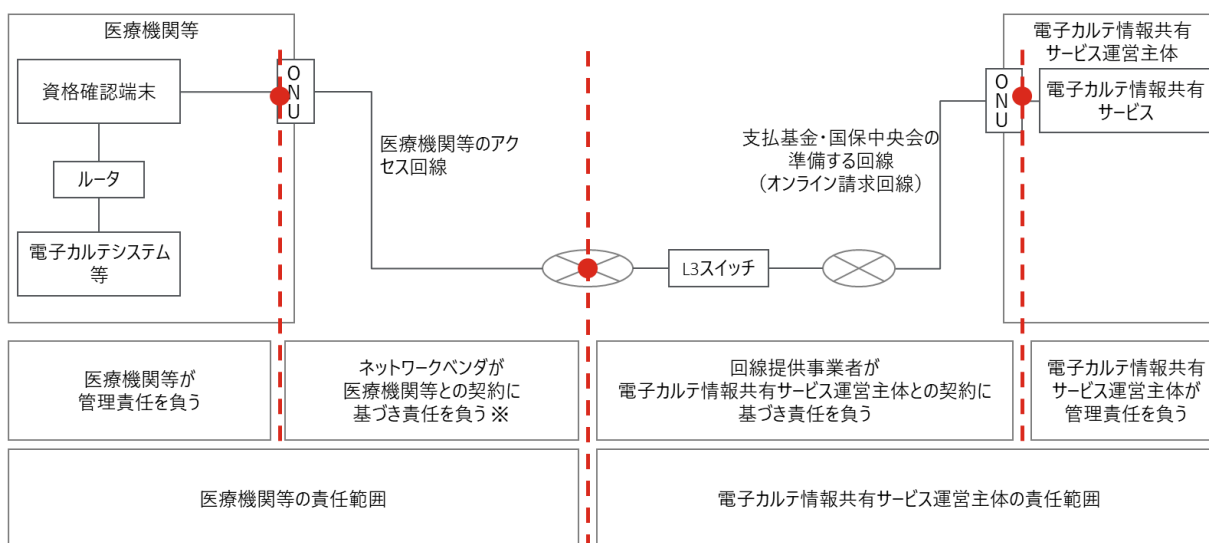 医療機関等
資格確認端末
ルータ
電子カルテシステム
等
ONU
医療機関等のアク
セス回線
L3スイッチ
支払基金・国保中央会の
準備する回線
（オンライン請求回線）
ONU
電子カルテ情報共有
サービス運営主体
電子カルテ情報共有
サービス
医療機関等が
管理責任を負う
ネットワークベンダが
医療機関等との契約に
基づき責任を負う※
回線提供事業者が
電子カルテ情報共有サービス運営主体との契約に
基づき責任を負う
電子カルテ情報共有
サービス運営主体が
管理責任を負う
医療機関等の責任範囲
電子カルテ情報共有サービス運営主体の責任範囲